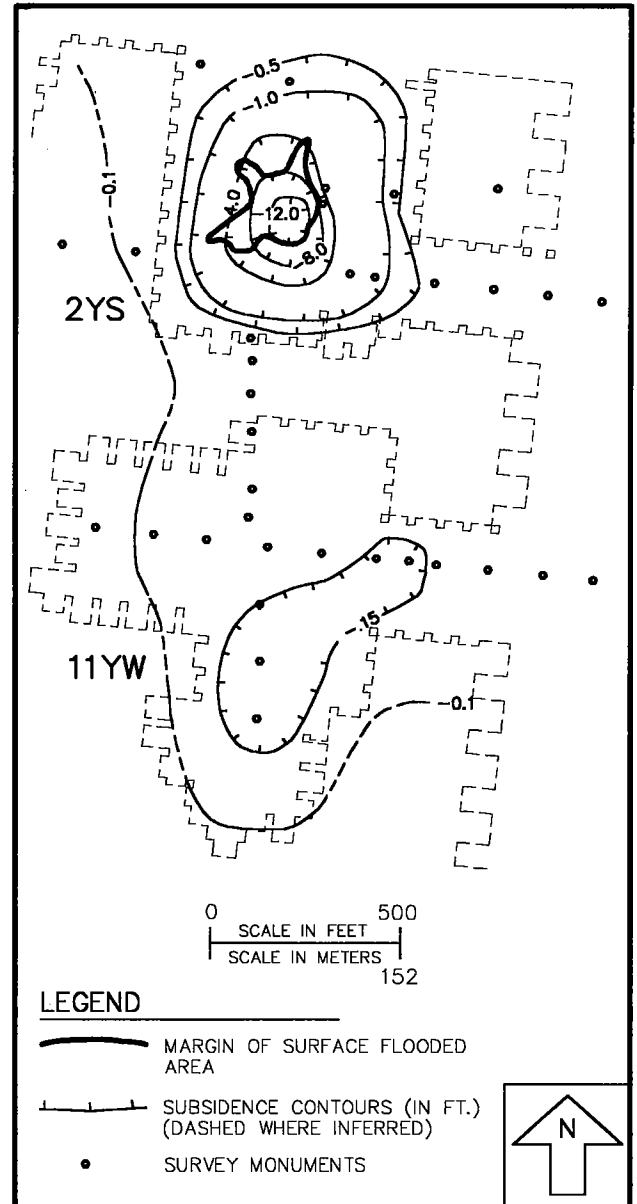 -0.5
-1.0
-0.1
4.0
-12.0
-8.0
2YS
-.15
11YW
-0.1
0 500
SCALE IN FEET
SCALE IN METERS
152
LEGEND
MARGIN OF SURFACE FLOODED
AREA
SUBSIDENCE CONTOURS (IN FT.)
(DASHED WHERE INFERRED)
SURVEY MONUMENTS
N